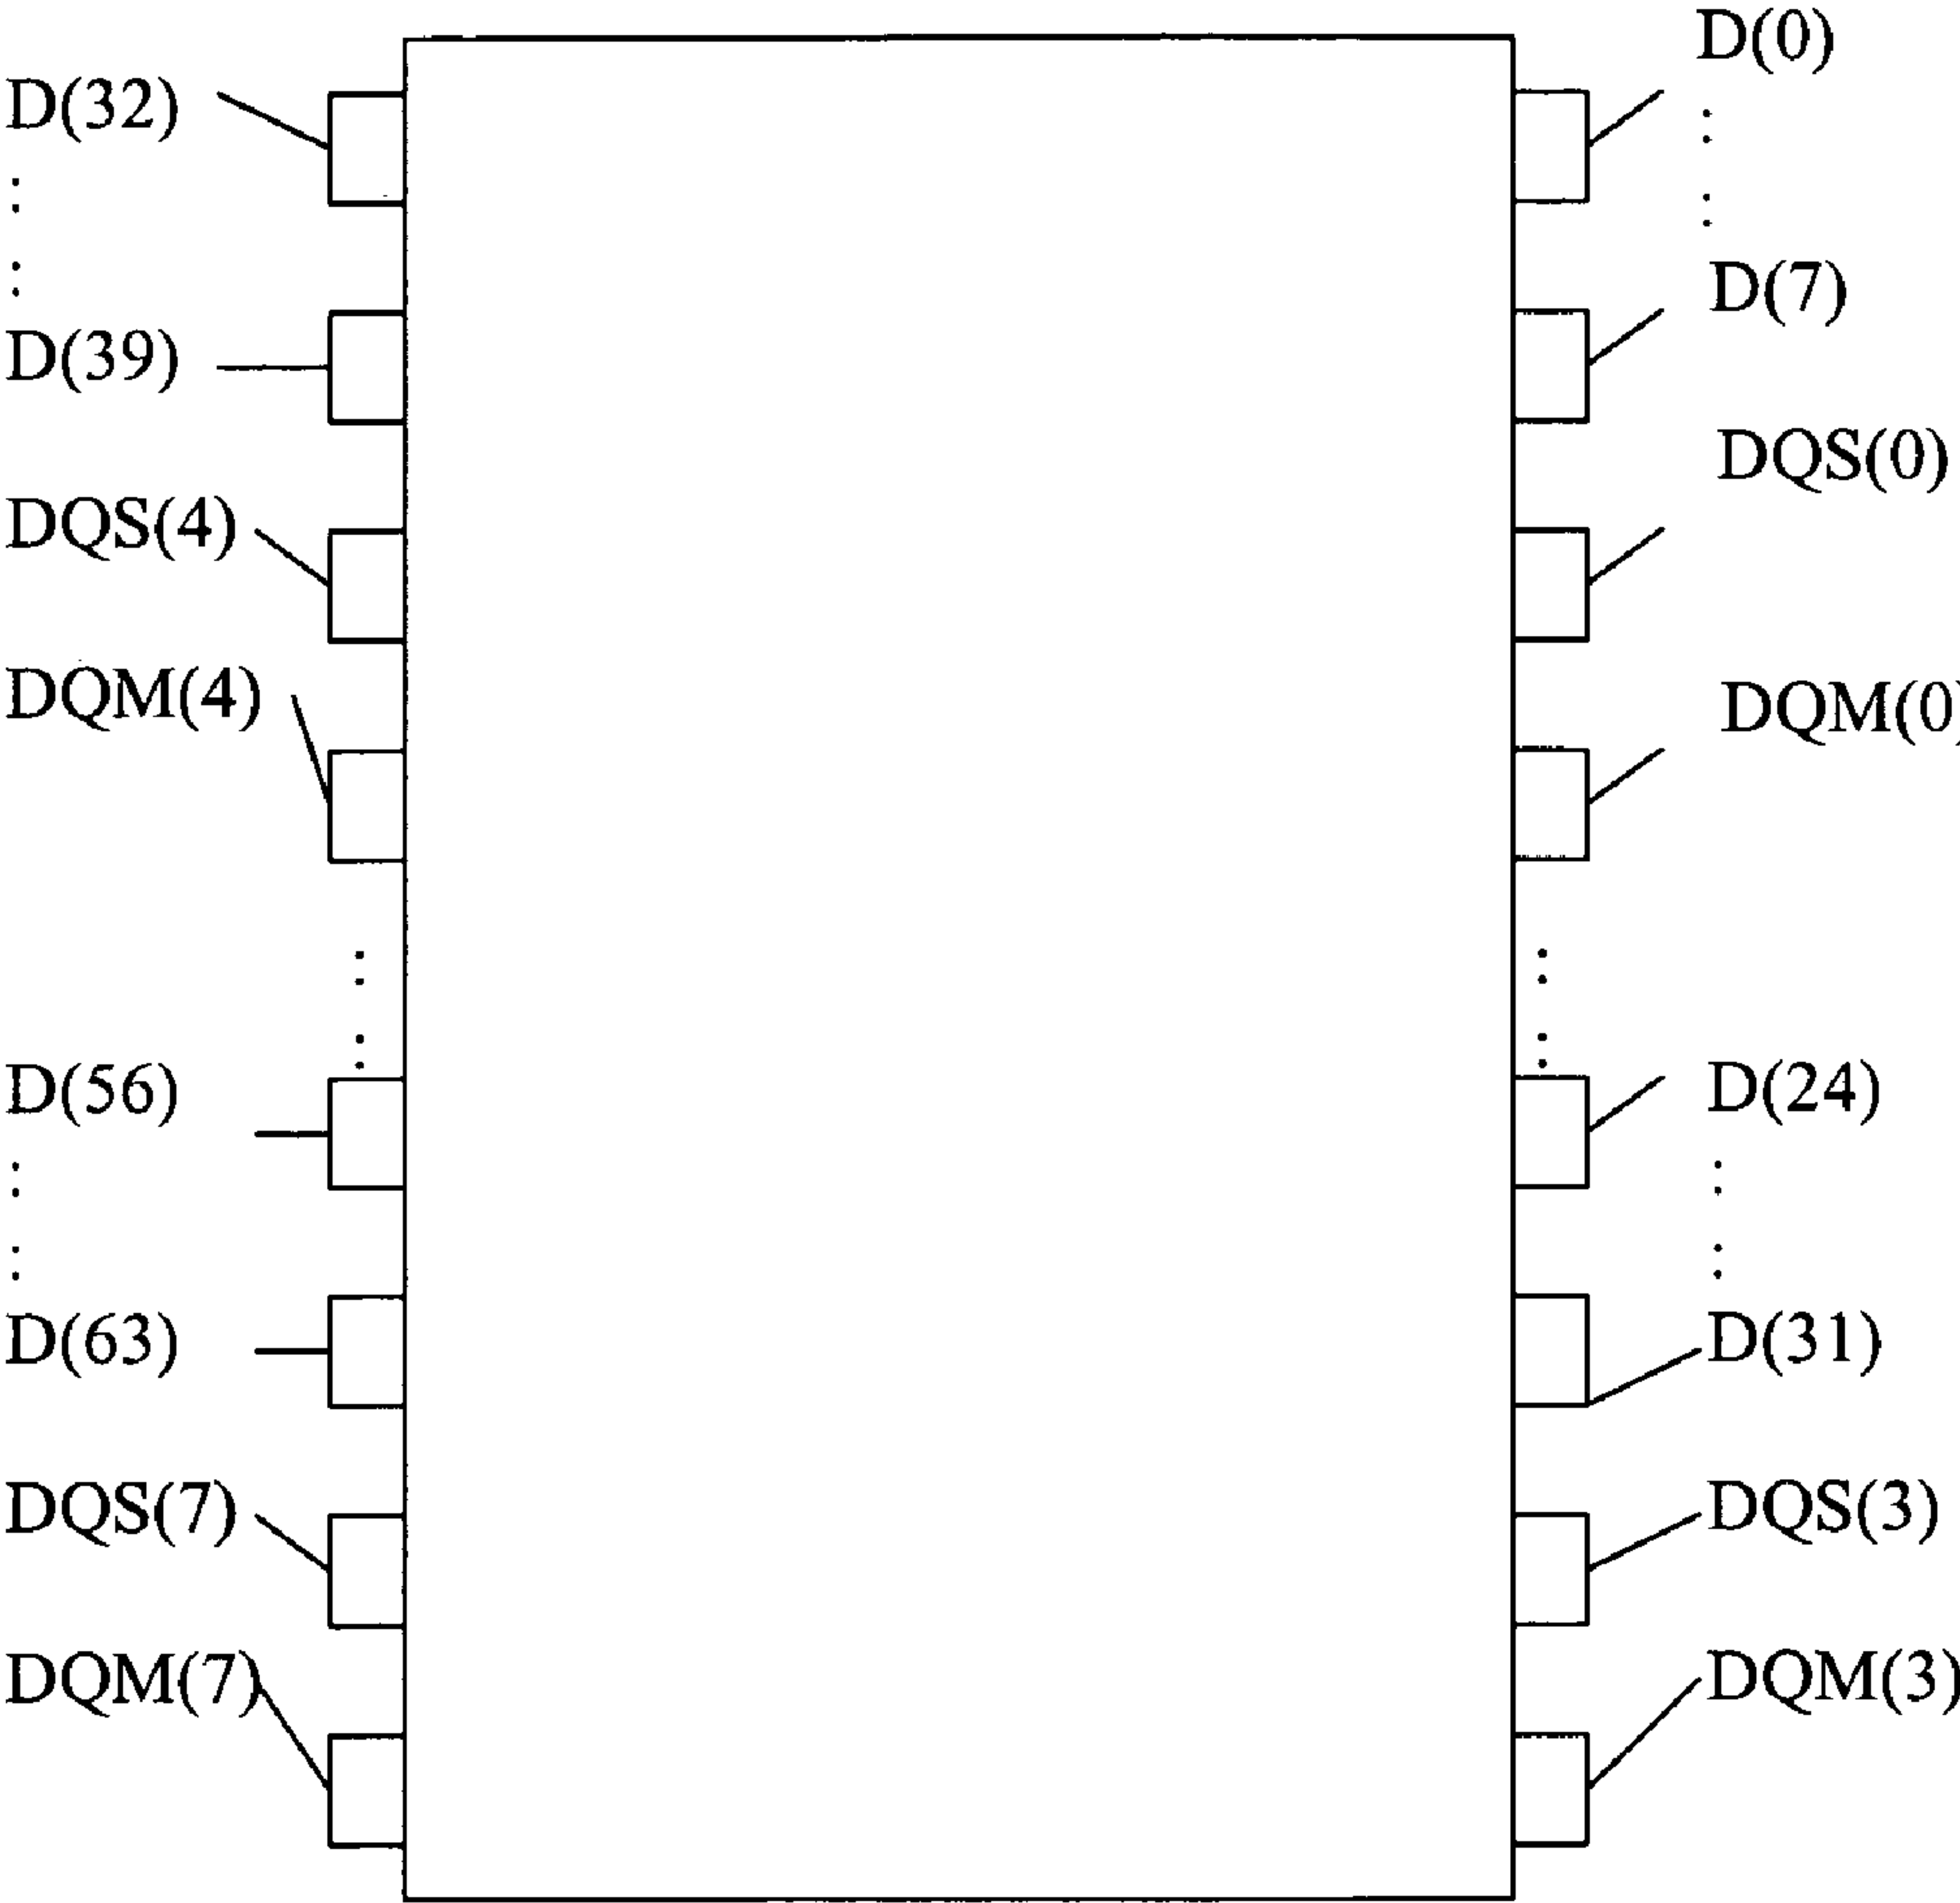 D(32)
D(39)
DQS(4)
DQM(4)
D(56)
D(63)
DQS(7)
DQM(7)
D(0)
D(7)
DQS(0)
DQM(0)
D(24)
D(31)
DQS(3)
DQM(3)